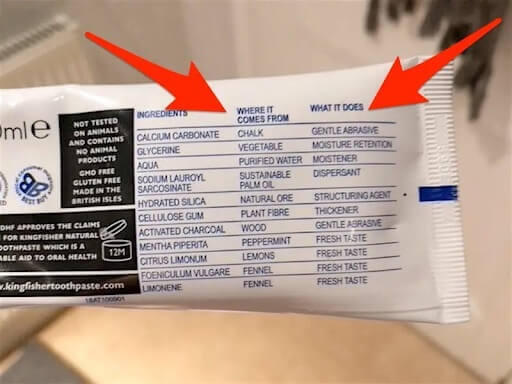 0ml e
NOT TESTED
ON ANIMALS
AND CONTAINS
NO ANIMAL
PRODUCTS
GMO FREE
GLUTEN FREE
MADE IN THE
BRITISH ISLES
BEST BUY
DHF APPROVES THE CLAIMS
FOR KINGFISHER NATURAL
TOOTHPASTE WHICH IS A
ABLE AID TO ORAL HEALTH
12M
w.kingfishertoothpaste.com
INGREDIENTS WHERE IT COMES FROM WHAT IT DOES
CALCIUM CARBONATE CHALK GENTLE ABRASIVE
GLYCERINE VEGETABLE MOISTURE RETENTION
AQUA PURIFIED WATER MOISTENER
SODIUM LAUROYL SARCOSINATE SUSTAINABLE PALM OIL DISPERSANT
HYDRATED SILICA NATURAL ORE STRUCTURING AGENT
CELLULOSE GUM PLANT FIBRE THICKENER
ACTIVATED CHARCOAL WOOD GENTLE ABRASIVE
MENTHA PIPERITA PEPPERMINT FRESH TASTE
CITRUS LIMONUM LEMONS FRESH TASTE
FOENICULUM VULGARE FENNEL FRESH TASTE
LIMONENE FENNEL FRESH TASTE